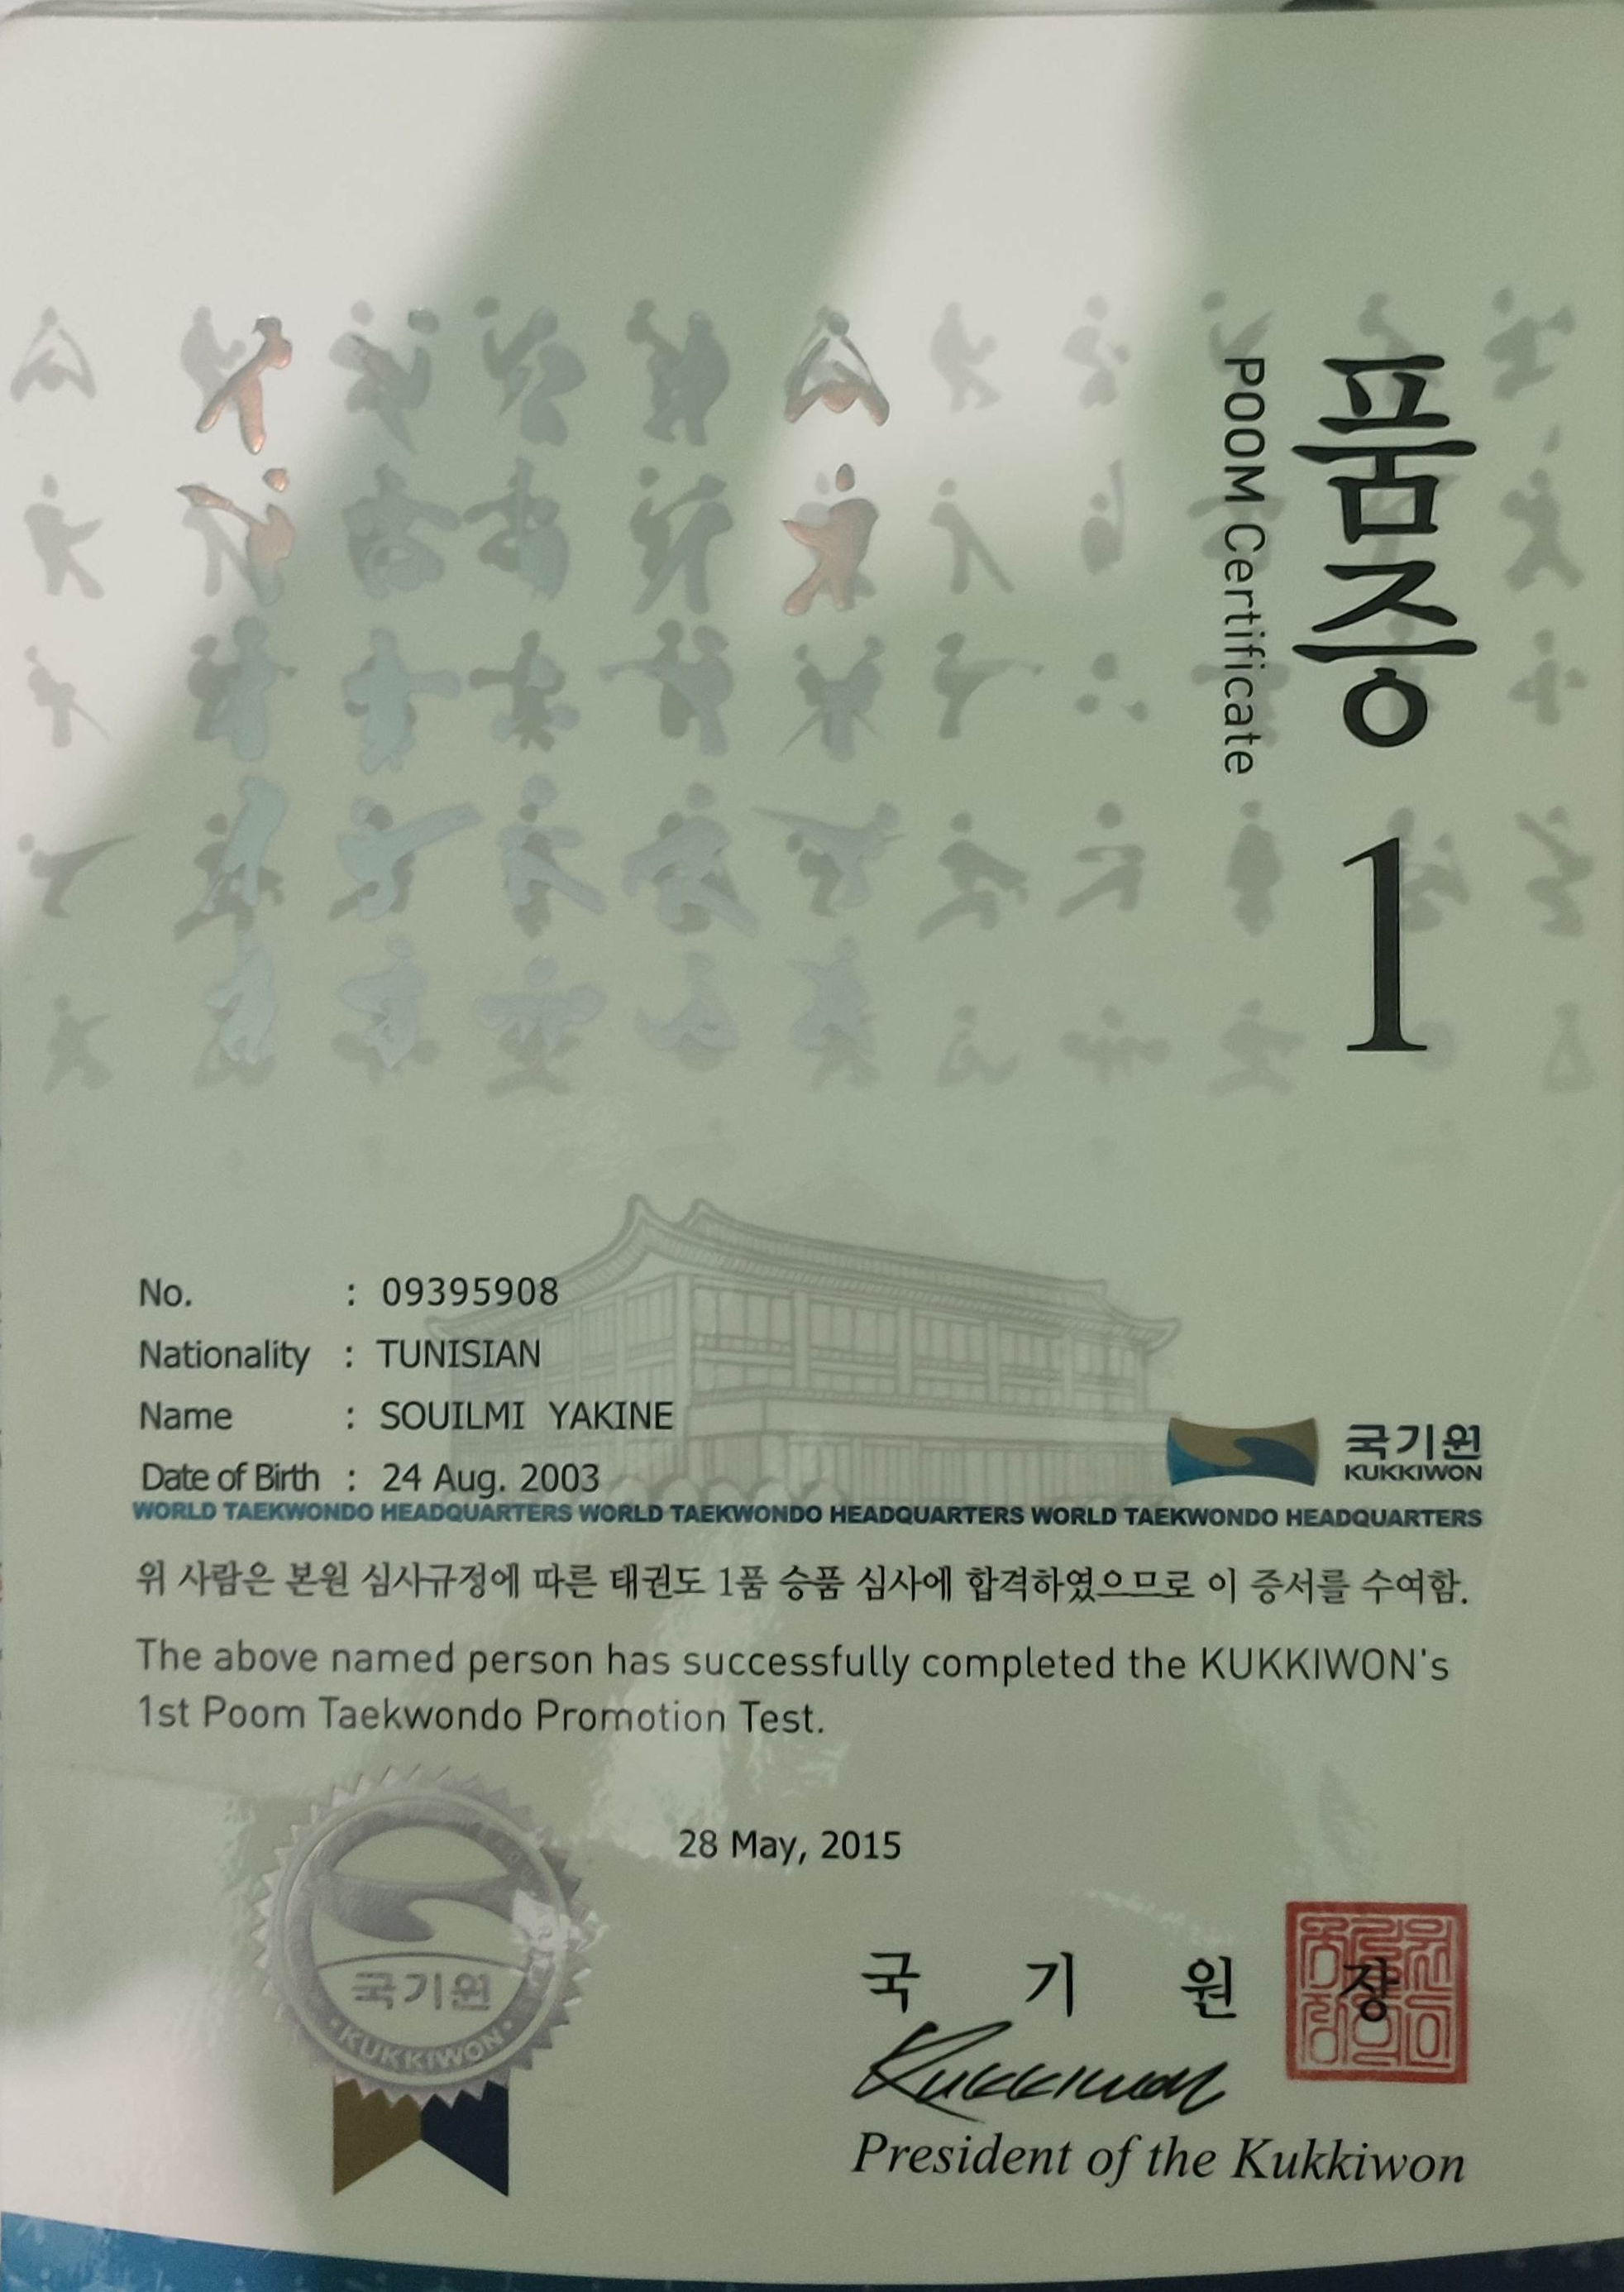 품증 1
POOM Certificate
No. : 09395908
Nationality : TUNISIAN
Name : SOUILMI YAKINE
Date of Birth : 24 Aug. 2003
국기원
KUKKIWON
WORLD TAEKWONDO HEADQUARTERS WORLD TAEKWONDO HEADQUARTERS WORLD TAEKWONDO HEADQUARTERS
위 사람은 본원 심사규정에 따른 태권도 1품 승품 심사에 합격하였으므로 이 증서를 수여함.
The above named person has successfully completed the KUKKIWON's
1st Poom Taekwondo Promotion Test.
28 May, 2015
국기원
KUKKIWON
국 기 원 장
Kukkiwon
President of the Kukkiwon